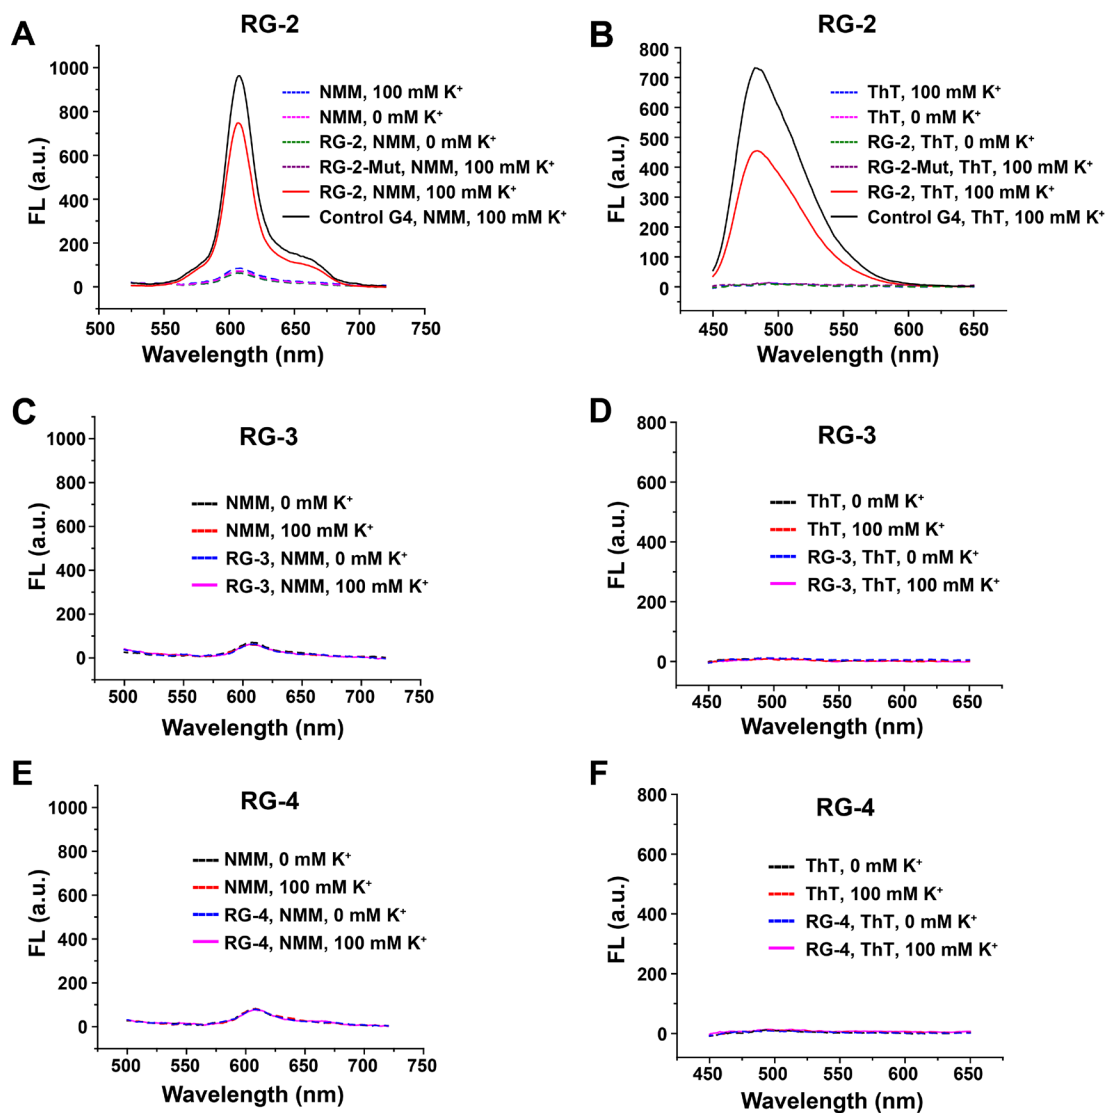 A
RG-2
FL (a.u.)
1000
800
600
400
200
0
NMM, 100 mM K⁺
NMM, 0 mM K⁺
RG-2, NMM, 0 mM K⁺
RG-2-Mut, NMM, 100 mM K⁺
RG-2, NMM, 100 mM K⁺
Control G4, NMM, 100 mM K⁺
500 550 600 650 700 750
Wavelength (nm)
B
RG-2
FL (a.u.)
800
700
600
500
400
300
200
100
0
ThT, 100 mM K⁺
ThT, 0 mM K⁺
RG-2, ThT, 0 mM K⁺
RG-2-Mut, ThT, 100 mM K⁺
RG-2, ThT, 100 mM K⁺
Control G4, ThT, 100 mM K⁺
450 500 550 600 650
Wavelength (nm)
C
RG-3
FL (a.u.)
1000
800
600
400
200
0
NMM, 0 mM K⁺
NMM, 100 mM K⁺
RG-3, NMM, 0 mM K⁺
RG-3, NMM, 100 mM K⁺
500 550 600 650 700 750
Wavelength (nm)
D
RG-3
FL (a.u.)
800
600
400
200
0
ThT, 0 mM K⁺
ThT, 100 mM K⁺
RG-3, ThT, 0 mM K⁺
RG-3, ThT, 100 mM K⁺
450 500 550 600 650
Wavelength (nm)
E
RG-4
FL (a.u.)
1000
800
600
400
200
0
NMM, 0 mM K⁺
NMM, 100 mM K⁺
RG-4, NMM, 0 mM K⁺
RG-4, NMM, 100 mM K⁺
500 550 600 650 700 750
Wavelength (nm)
F
RG-4
FL (a.u.)
800
600
400
200
0
ThT, 0 mM K⁺
ThT, 100 mM K⁺
RG-4, ThT, 0 mM K⁺
RG-4, ThT, 100 mM K⁺
450 500 550 600 650
Wavelength (nm)